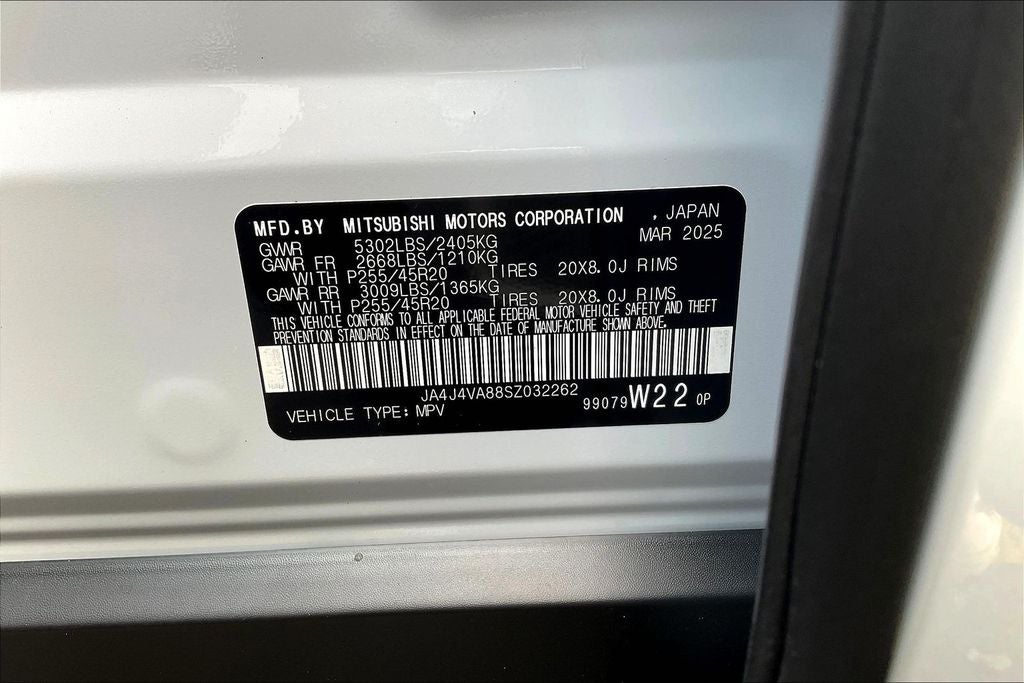 MFD.BY MITSUBISHI MOTORS CORPORATION , JAPAN
GVWR 5302LBS/2405KG MAR 2025
GAWR FR 2668LBS/1210KG
WITH P255/45R20 TIRES 20X8.0J RIMS
GAWR RR 3009LBS/1365KG
WITH P255/45R20 TIRES 20X8.0J RIMS
THIS VEHICLE CONFORMS TO ALL APPLICABLE FEDERAL MOTOR VEHICLE SAFETY AND THEFT
PREVENTION STANDARDS IN EFFECT ON THE DATE OF MANUFACTURE SHOWN ABOVE.
JA4J4VA88SZ032262
VEHICLE TYPE: MPV 99079 W22 0P